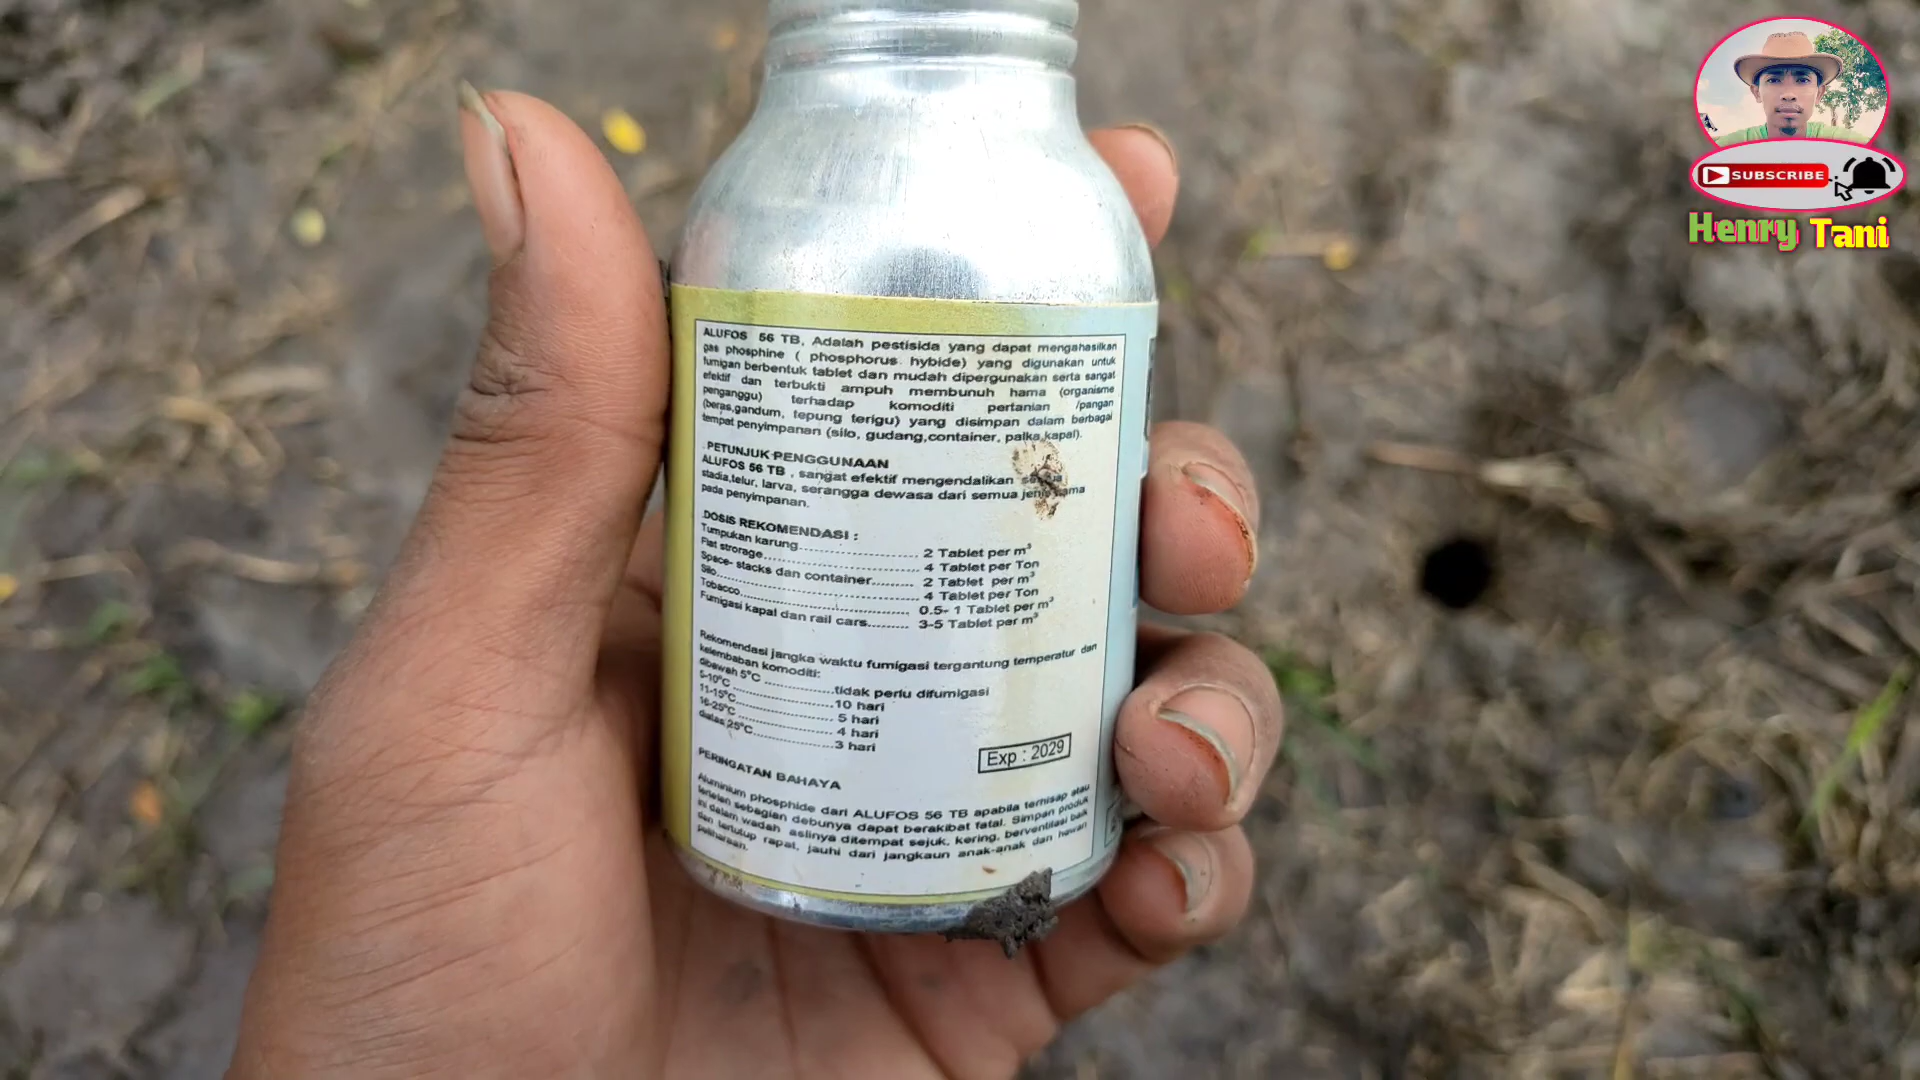 ALUFOS 56 TB, Adalah pestisida yang dapat mengahasilkan
gas phosphine ( phosphorus hybide) yang digunakan untuk
fumigan berbentuk tablet dan mudah dipergunakan serta sangat
efektif dan terbukti ampuh membunuh hama (organisme
penganggu) terhadap komoditi pertanian /pangan
(beras,gandum, tepung terigu) yang disimpan dalam berbagai
tempat penyimpanan (silo, gudang,container, palka,kapal).
PETUNJUK PENGGUNAAN
ALUFOS 56 TB , sangat efektif mengendalikan
stadia,telur, larva, serangga dewasa dari semua jenis hama
pada penyimpanan.
DOSIS REKOMENDASI :
Tumpukan karung........................... 2 Tablet per m³
Flat strorage................................... 4 Tablet per Ton
Space- stacks dan container......... 2 Tablet per m³
Silo................................................. 4 Tablet per Ton
Tobacco......................................... 0.5- 1 Tablet per m³
Fumigasi kapal dan rail cars......... 3-5 Tablet per m³
Rekomendasi jangka waktu fumigasi tergantung temperatur dan
kelembaban komoditi:
dibawah 5°C ...............tidak perlu difumigasi
5-10°C .....................10 hari
11-15°C..................... 5 hari
16-25°C ..................... 4 hari
diatas 25°C.................3 hari
Exp : 2029
PERINGATAN BAHAYA
Aluminium phosphide dari ALUFOS 56 TB apabila terhisap atau
tertelan sebagian debunya dapat berakibat fatal. Simpan produk
ini dalam wadah aslinya ditempat sejuk, kering, berventilasi baik
dan tertutup rapat, jauhi dari jangkaun anak-anak dan hewan
peliharaan.
SUBSCRIBE
Henry Tani